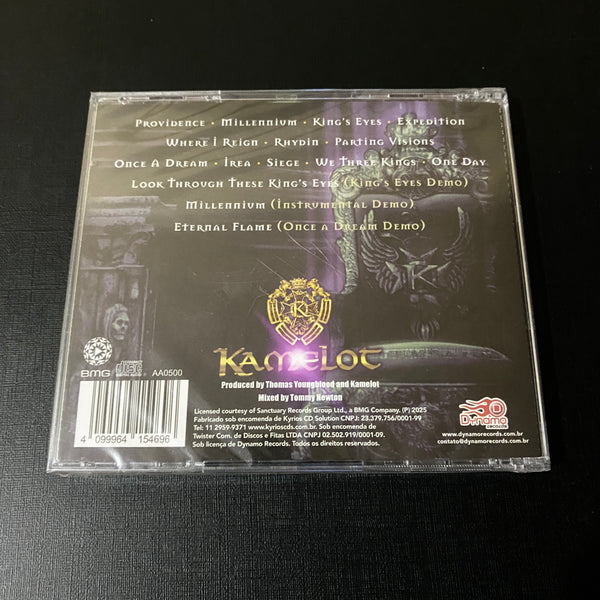 Providence · Millennium · King's Eyes · Expedition
Where I Reign · Rhydin · Parting Visions
Once A Dream · Irea · Siege · We Three Kings · One Day
Look Through These King's Eyes (King's Eyes Demo)
Millennium (Instrumental Demo)
Eternal Flame (Once a Dream Demo)
K
K
Kamelot
Produced by Thomas Youngblood and Kamelot
Mixed by Tommy Newton
BMG
COMPACT disc DIGITAL AUDIO
AA0500
4 099964 154696
Licensed courtesy of Sanctuary Records Group Ltd., a BMG Company. (P) 2025
Fabricado sob encomenda de Kyrios CD Solution CNPJ: 23.379.756/0001-99
Tel: 11 2959-9371 www.kyrioscds.com.br Sob encomenda de
Twister Com. de Discos e Fitas LTDA CNPJ 02.502.919/0001-09.
Sob licença de Dynamo Records. Todos os direitos reservados.
D
Dynamo
RECORDS
www.dynamorecords.com.br
contato@dynamorecords.com.br